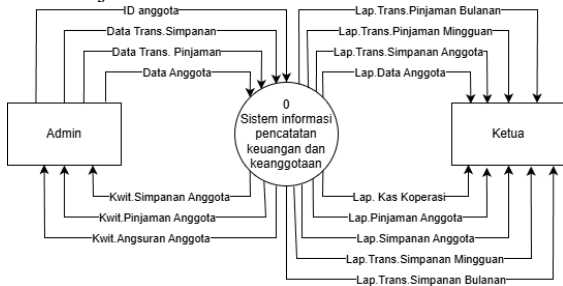 ID anggota
Lap.Trans.Pinjaman Bulanan
Data Trans.Simpanan
Lap.Trans.Pinjaman Mingguan
Data Trans. Pinjaman
Lap.Trans.Simpanan Anggota
Data Anggota
Lap.Data Anggota
Admin
0
Sistem informasi
pencatatan
keuangan dan
keanggotaan
Ketua
Kwit.Simpanan Anggota
Lap. Kas Koperasi
Kwit.Pinjaman Anggota
Lap.Pinjaman Anggota
Kwit.Angsuran Anggota
Lap.Simpanan Anggota
Lap.Trans.Simpanan Mingguan
Lap.Trans.Simpanan Bulanan